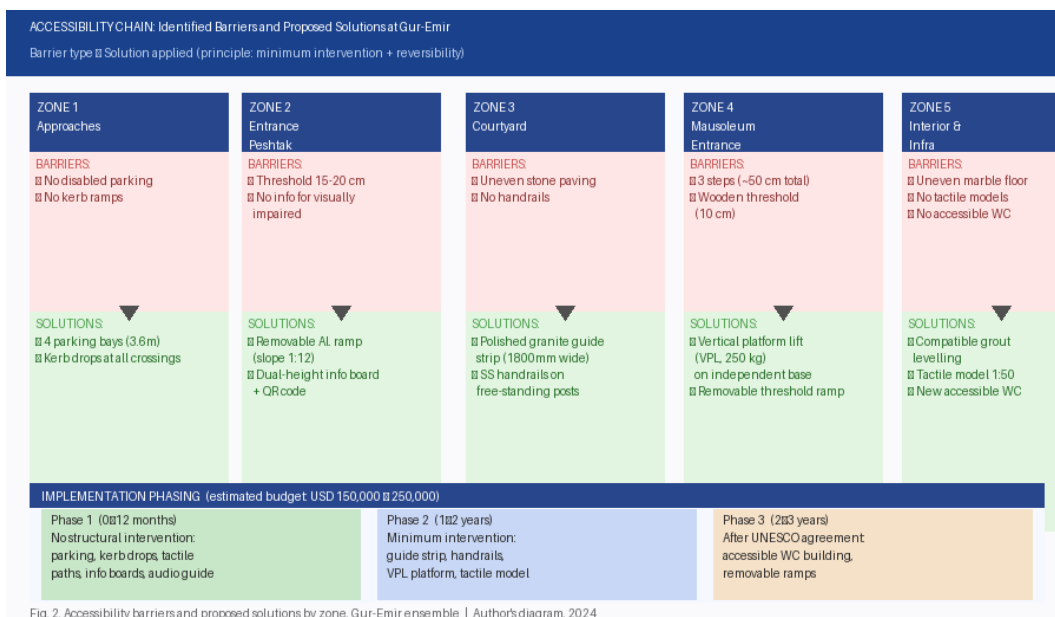 ACCESSIBILITY CHAIN: Identified Barriers and Proposed Solutions at Gur-Emir
Barrier type ▯ Solution applied (principle: minimum intervention + reversibility)
ZONE 1
Approaches
BARRIERS:
▯ No disabled parking
▯ No kerb ramps
SOLUTIONS:
▯ 4 parking bays (3.6m)
▯ Kerb drops at all crossings
ZONE 2
Entrance
Peshtak
BARRIERS:
▯ Threshold 15-20 cm
▯ No info for visually
impaired
SOLUTIONS:
▯ Removable AL ramp
(slope 1:12)
▯ Dual-height info board
+ QR code
ZONE 3
Courtyard
BARRIERS:
▯ Uneven stone paving
▯ No handrails
SOLUTIONS:
▯ Polished granite guide
strip (1800mm wide)
▯ SS handrails on
free-standing posts
ZONE 4
Mausoleum
Entrance
BARRIERS:
▯ 3 steps (~50 cm total)
▯ Wooden threshold
(10 cm)
SOLUTIONS:
▯ Vertical platform lift
(VPL, 250 kg)
on independent base
▯ Removable threshold ramp
ZONE 5
Interior &
Infra
BARRIERS:
▯ Uneven marble floor
▯ No tactile models
▯ No accessible WC
SOLUTIONS:
▯ Compatible grout
levelling
▯ Tactile model 1:50
▯ New accessible WC
IMPLEMENTATION PHASING (estimated budget: USD 150,000 ▯ 250,000)
Phase 1 (0▯12 months)
No structural intervention:
parking, kerb drops, tactile
paths, info boards, audio guide
Phase 2 (1▯2 years)
Minimum intervention:
guide strip, handrails,
VPL platform, tactile model
Phase 3 (2▯3 years)
After UNESCO agreement:
accessible WC building,
removable ramps
Fig. 2. Accessibility barriers and proposed solutions by zone, Gur-Emir ensemble | Author's diagram, 2024